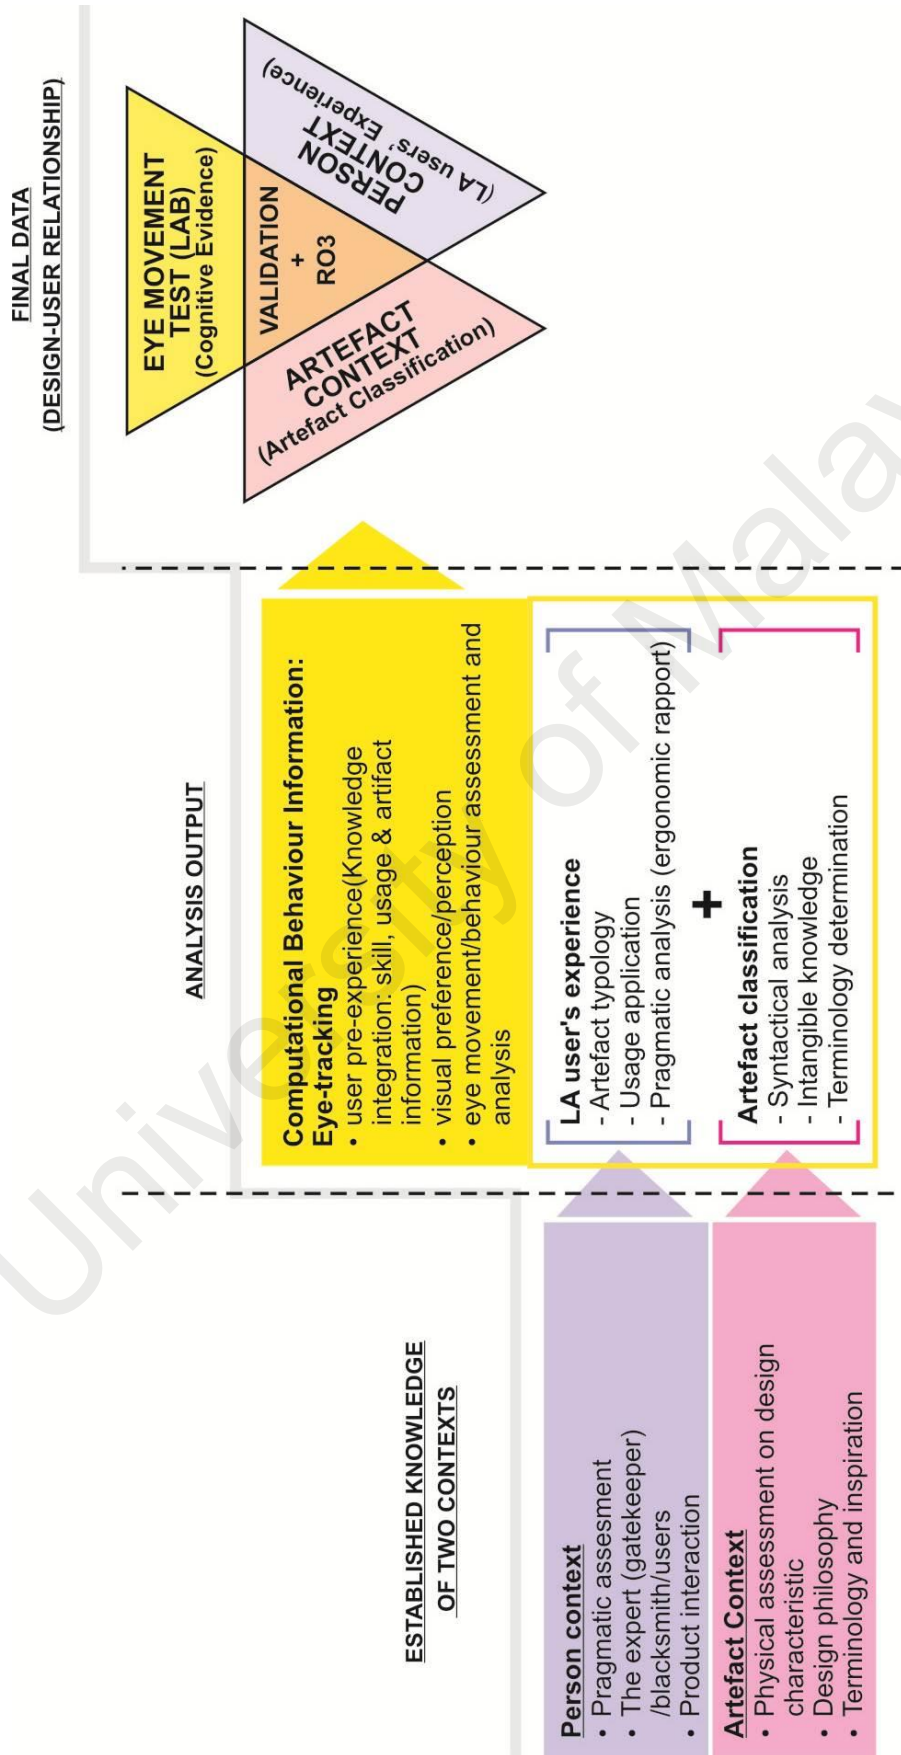 ESTABLISHED KNOWLEDGE
OF TWO CONTEXTS
Person context
• Pragmatic assesment
• The expert (gatekeeper)
/blacksmith/users
• Product interaction
Artefact Context
• Physical assessment on design
characteristic
• Design philosophy
• Terminology and inspiration
ANALYSIS OUTPUT
Computational Behaviour Information:
Eye-tracking
• user pre-experience(Knowledge
integration: skill, usage & artifact
information)
• visual preference/perception
• eye movement/behaviour assessment and
analysis
LA user's experience
- Artefact typology
- Usage application
- Pragmatic analysis (ergonomic rapport)
+
Artefact classification
- Syntactical analysis
- Intangible knowledge
- Terminology determination
FINAL DATA
(DESIGN-USER RELATIONSHIP)
EYE MOVEMENT
TEST (LAB)
(Cognitive Evidence)
VALIDATION
+
RO3
ARTEFACT
CONTEXT
(Artefact Classification)
PERSON
CONTEXT
(LA users' Experience)
University of Malay